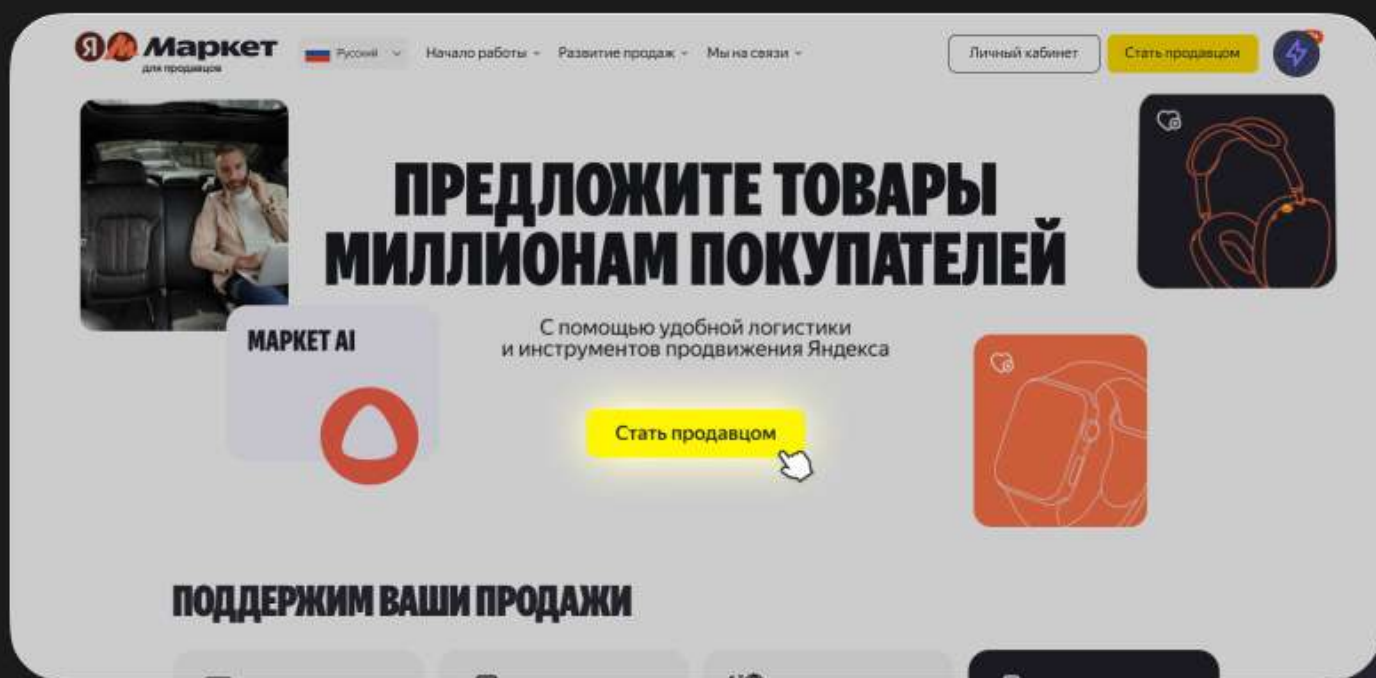 ЯМ Маркет
для продавцов
Русский
Начало работы
Развитие продаж
Мы на связи
Личный кабинет
Стать продавцом
ПРЕДЛОЖИТЕ ТОВАРЫ
МИЛЛИОНАМ ПОКУПАТЕЛЕЙ
С помощью удобной логистики
и инструментов продвижения Яндекса
МАРКЕТ AI
Стать продавцом
ПОДДЕРЖИМ ВАШИ ПРОДАЖИ